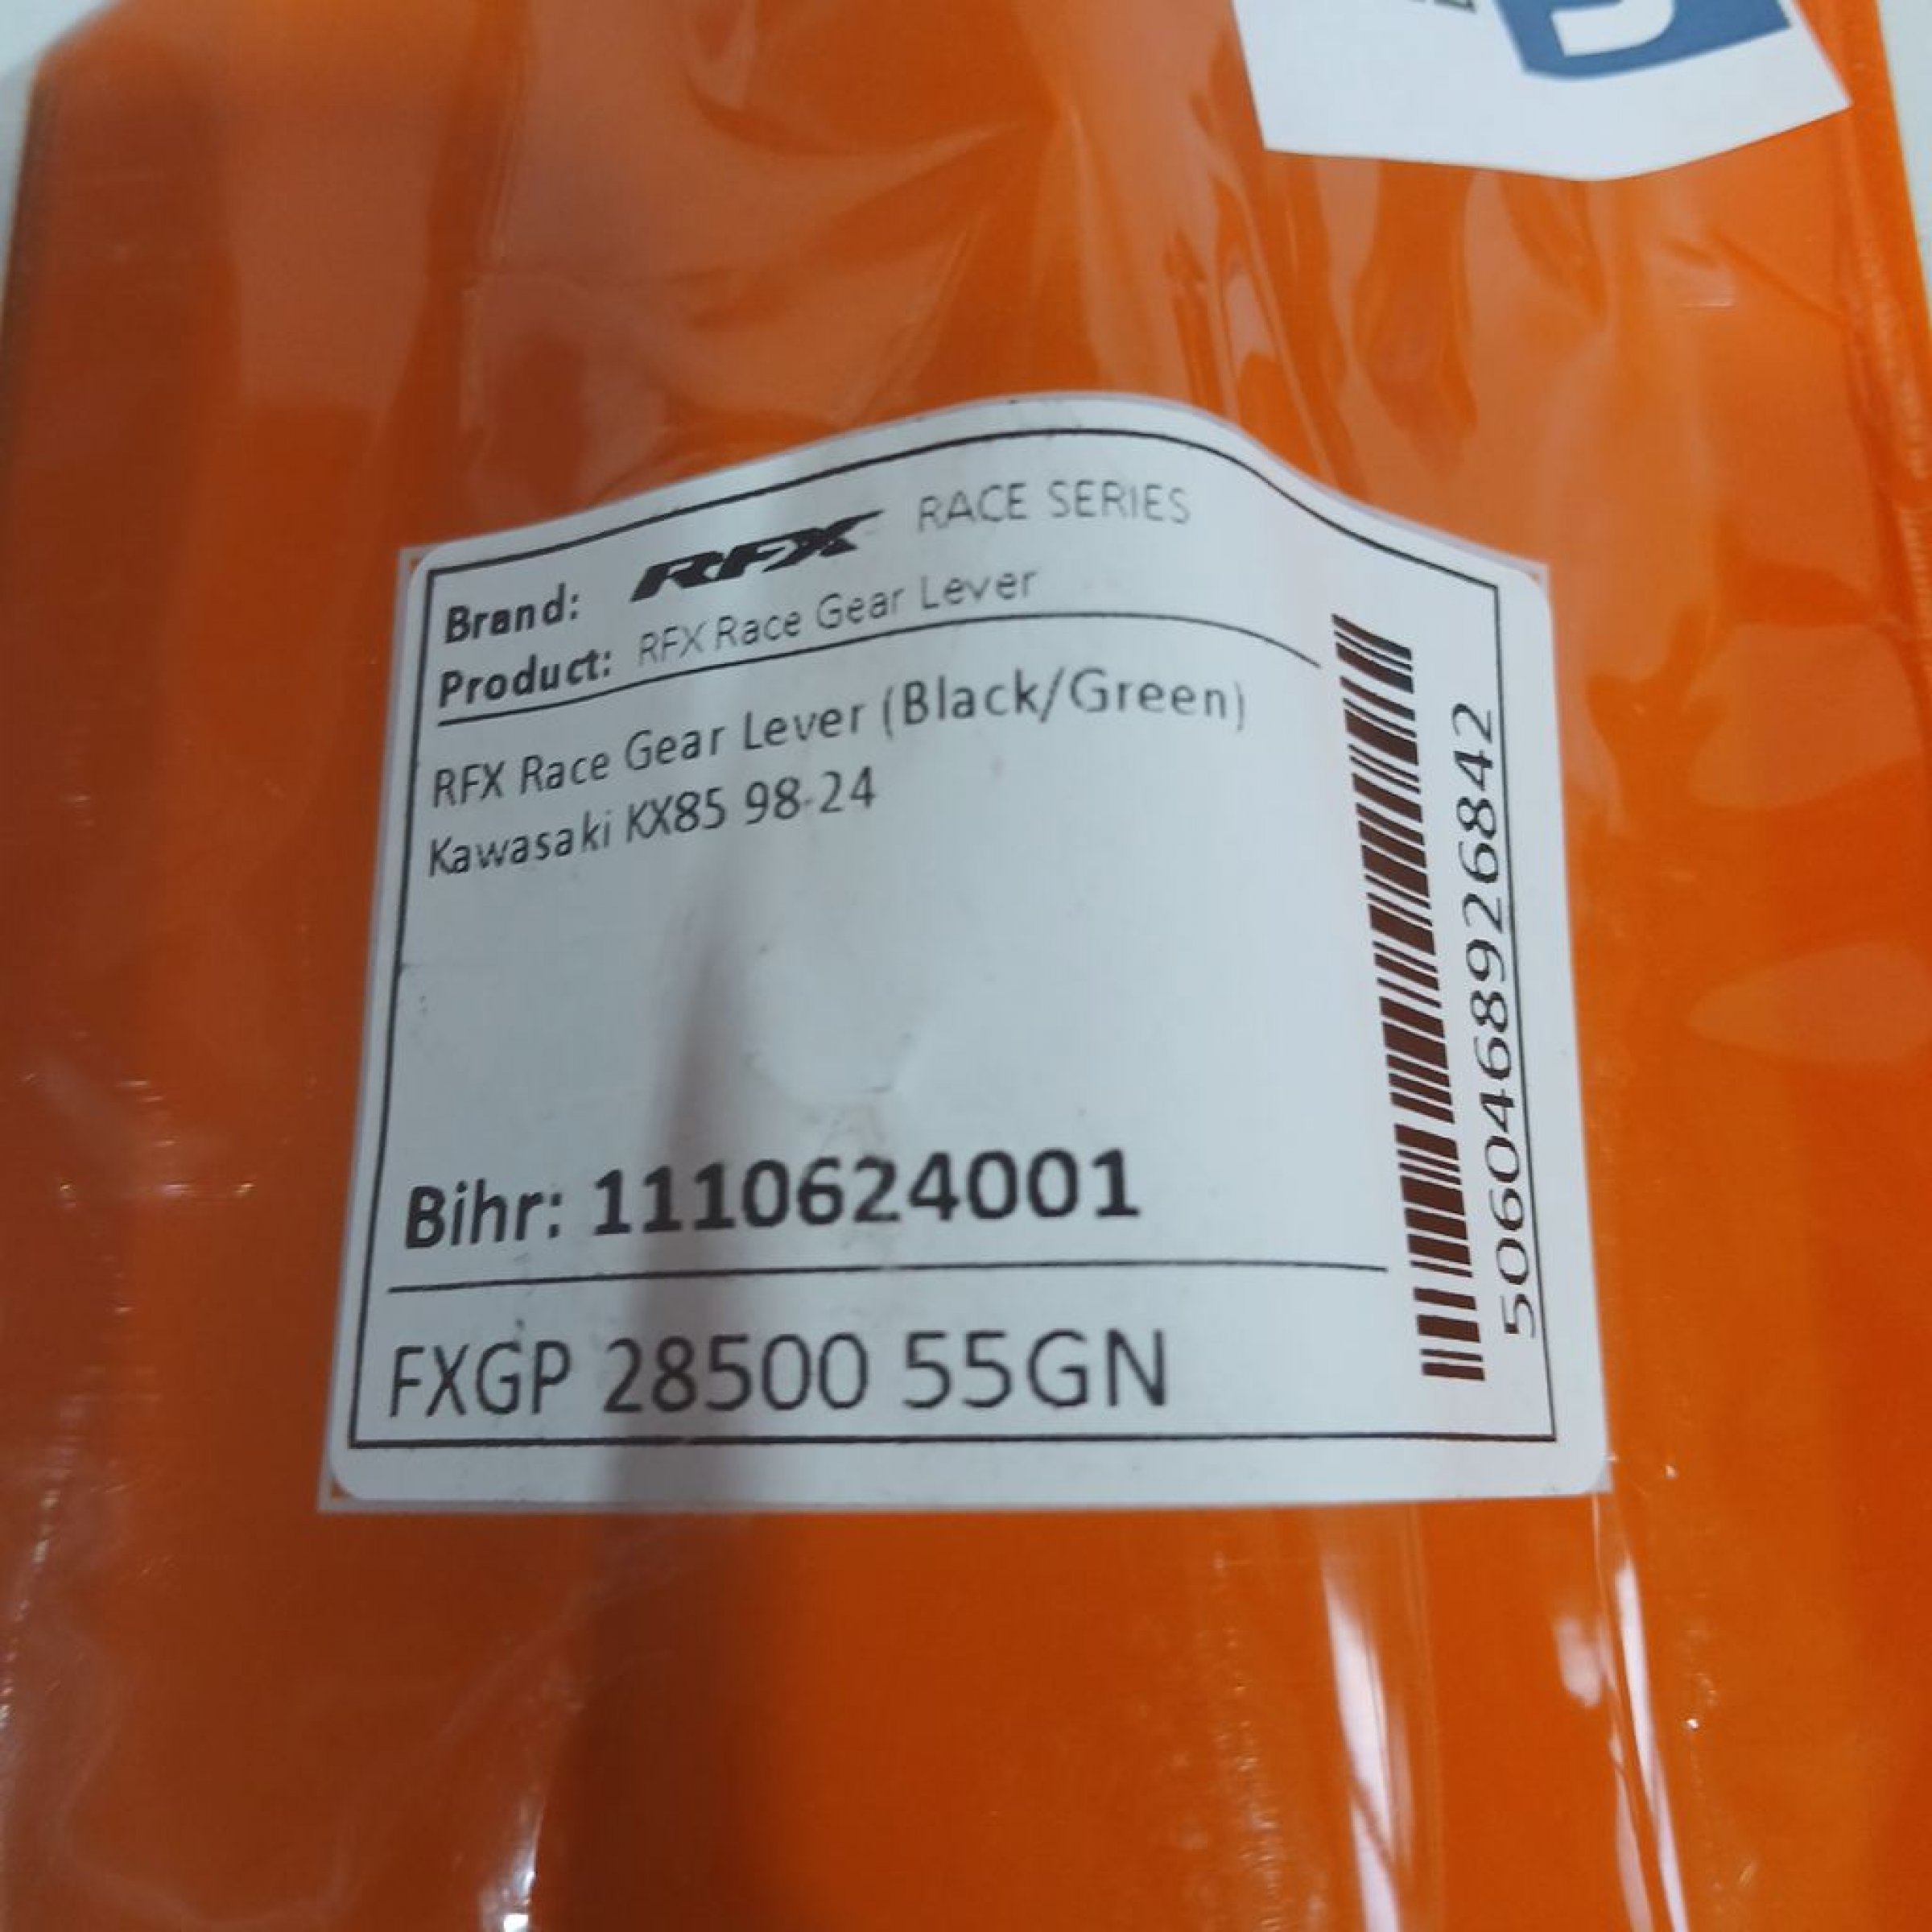 Brand: RFX RACE SERIES
Product: RFX Race Gear Lever
RFX Race Gear Lever (Black/Green)
Kawasaki KX85 98-24
Bihr: 1110624001
FXGP 28500 55GN
5060468926842